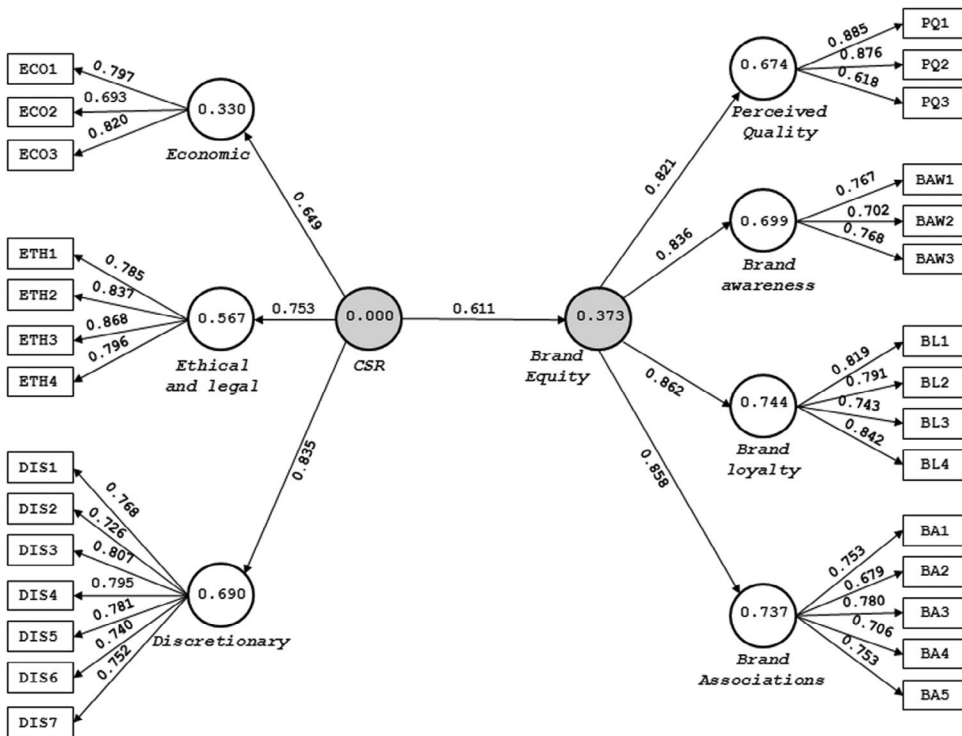 ECO1
ECO2
ECO3
0.797
0.693
0.820
0.330
Economic
0.649
ETH1
ETH2
ETH3
ETH4
0.785
0.837
0.868
0.796
0.567
Ethical
and legal
0.753
0.000
CSR
0.835
DIS1
DIS2
DIS3
DIS4
DIS5
DIS6
DIS7
0.768
0.726
0.807
0.795
0.781
0.740
0.752
0.690
Discretionary
0.611
0.373
Brand
Equity
0.821
0.836
0.862
0.858
0.674
Perceived
Quality
0.885
0.876
0.618
PQ1
PQ2
PQ3
0.699
Brand
awareness
0.767
0.702
0.768
BAW1
BAW2
BAW3
0.744
Brand
loyalty
0.819
0.791
0.743
0.842
BL1
BL2
BL3
BL4
0.737
Brand
Associations
0.753
0.679
0.780
0.706
0.753
BA1
BA2
BA3
BA4
BA5